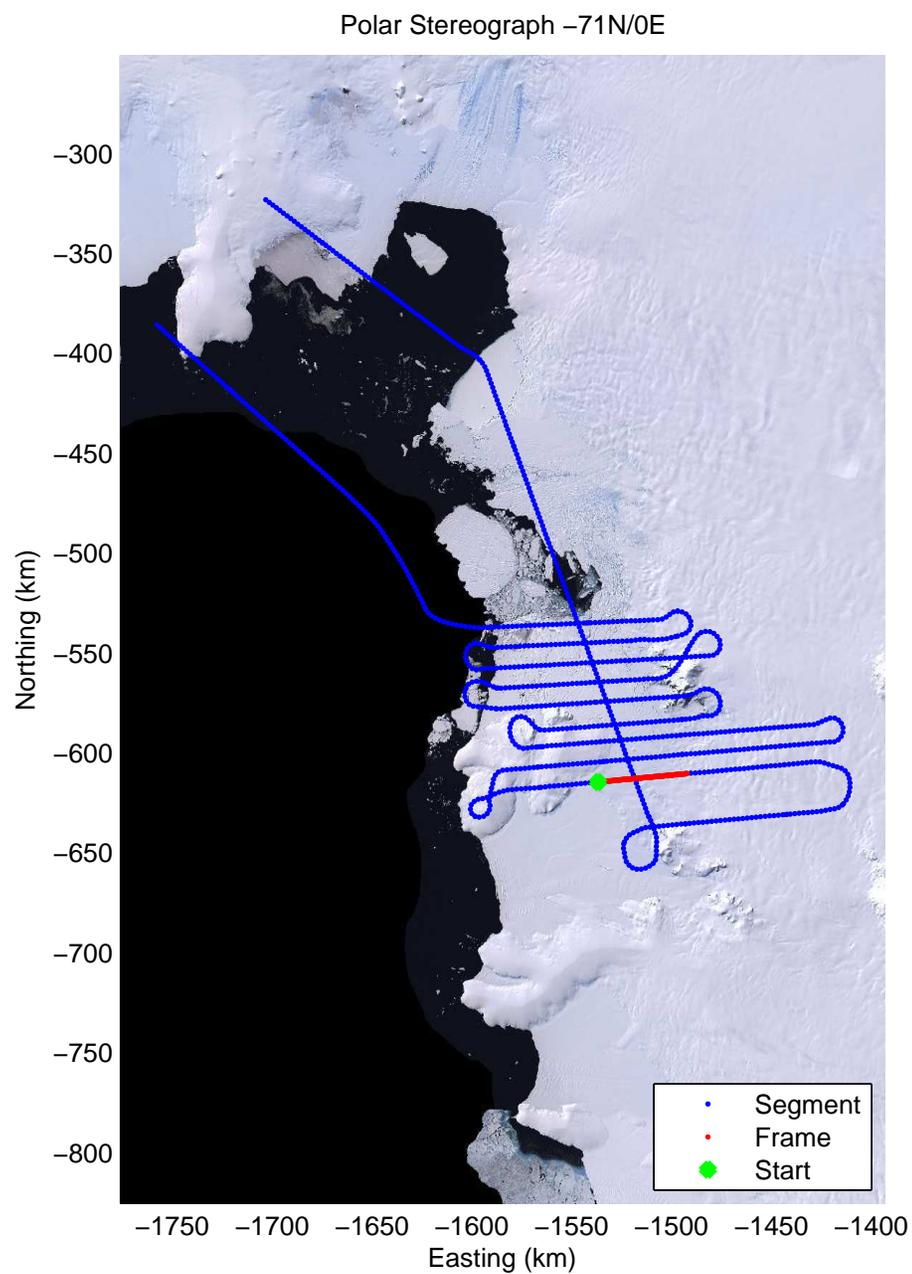 Polar Stereograph −71N/0E
−300
−350
−400
−450
−500
−550
−600
−650
−700
−750
−800
Northing (km)
Segment
Frame
Start
−1750 −1700 −1650 −1600 −1550 −1500 −1450 −1400
Easting (km)